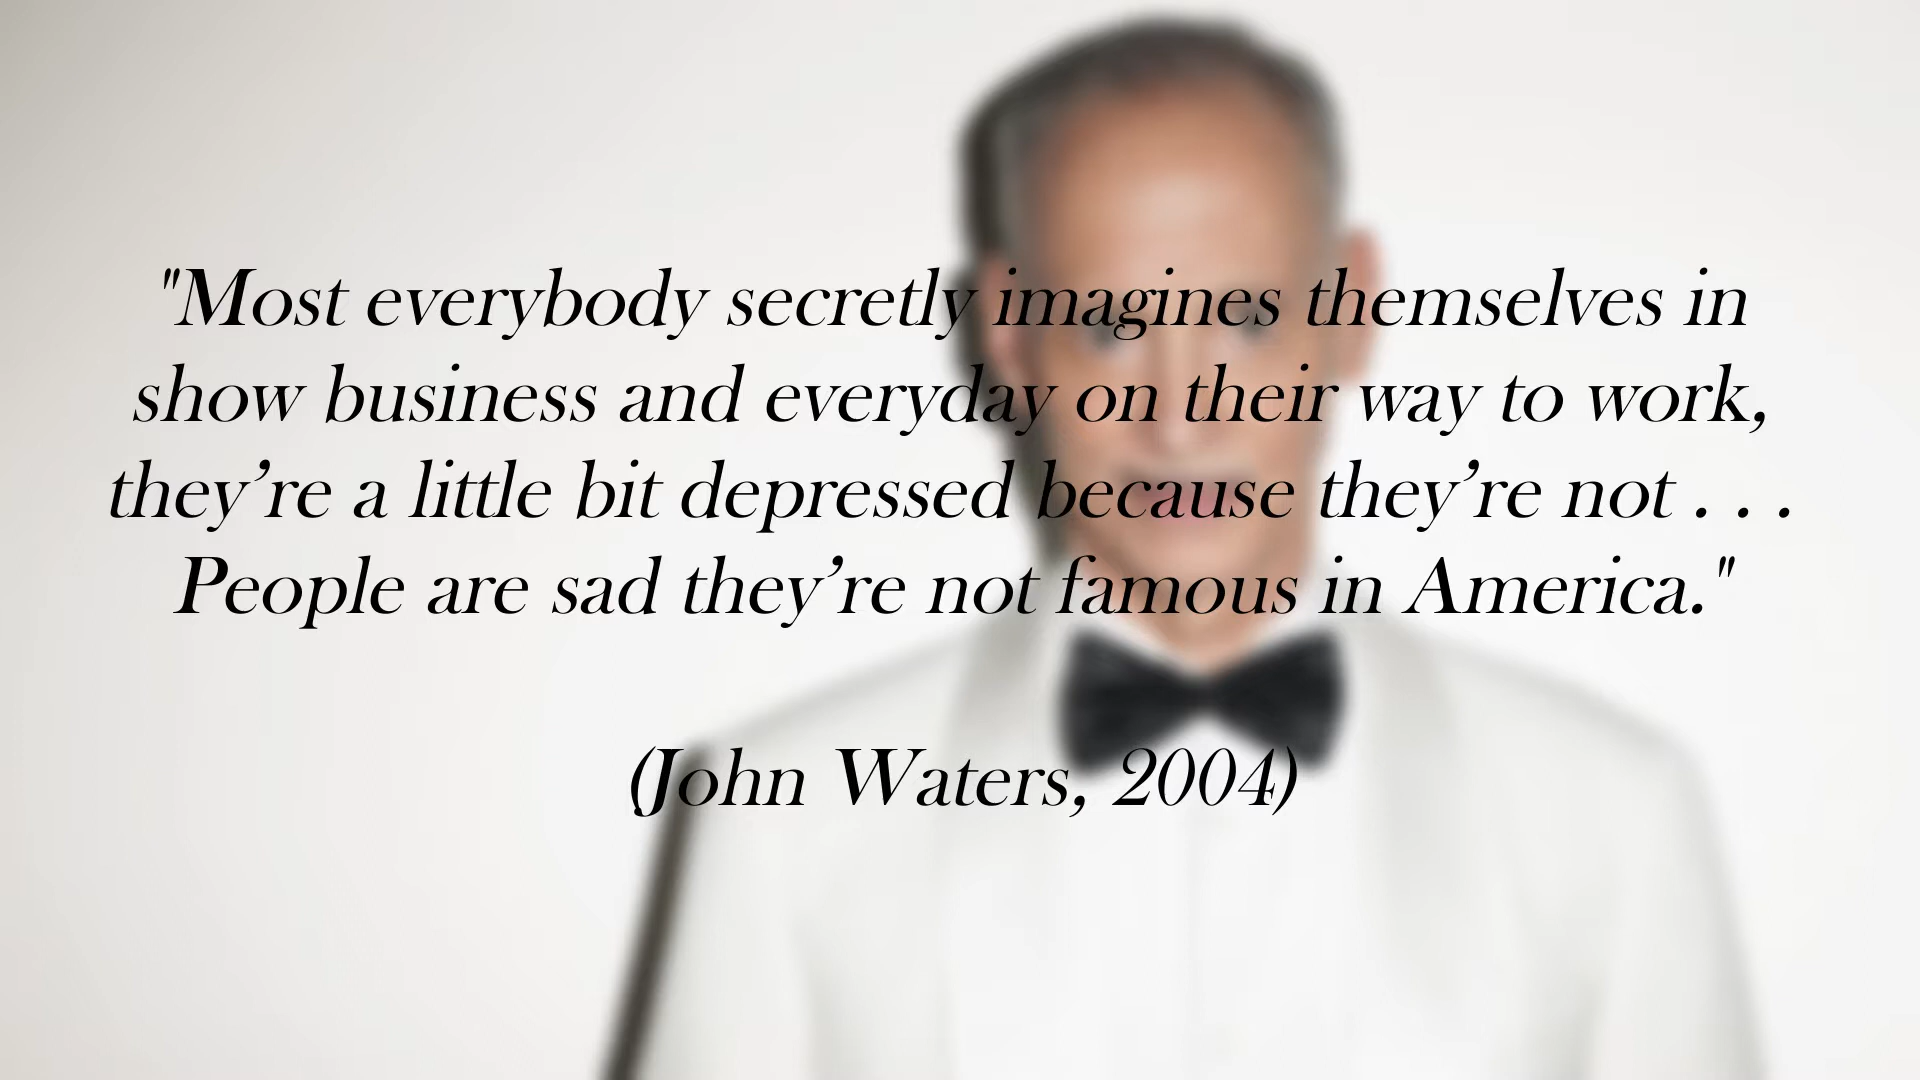 "Most everybody secretly imagines themselves in
show business and everyday on their way to work,
they’re a little bit depressed because they’re not . . .
People are sad they’re not famous in America."
(John Waters, 2004)